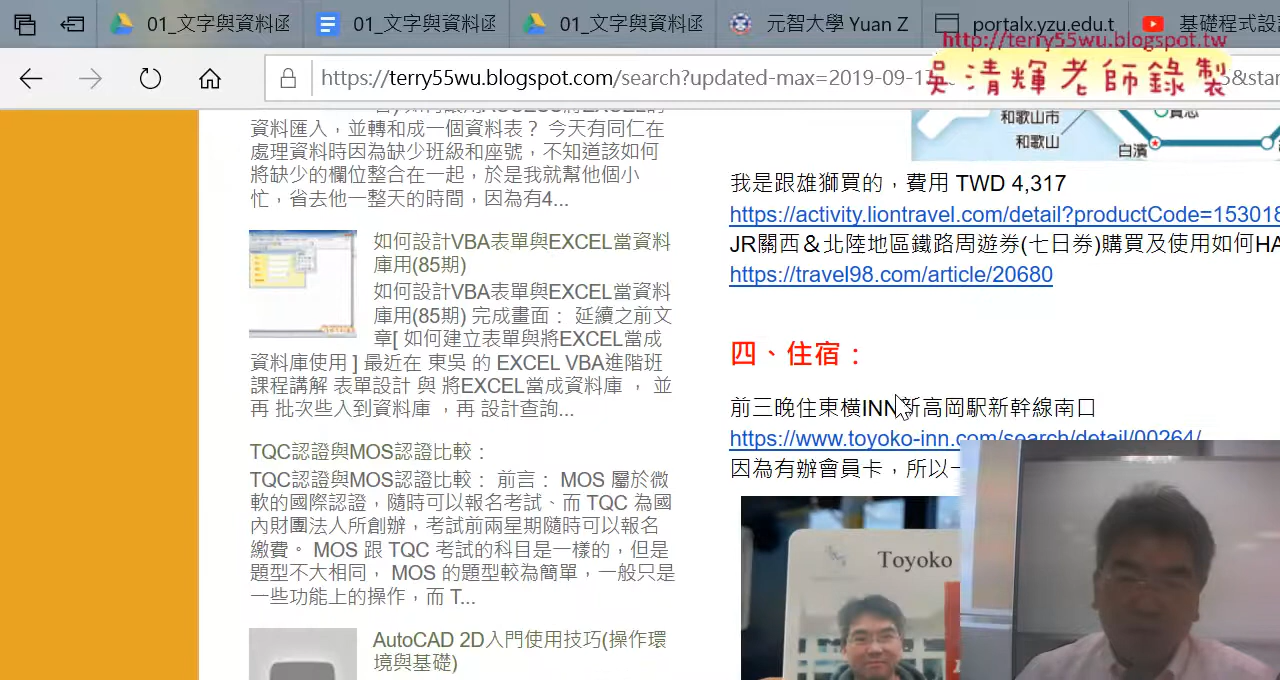 01_文字與資料函
01_文字與資料函
01_文字與資料函
元智大學 Yuan Z
portalx.yzu.edu.t
基礎程式設計
http://terry55wu.blogspot.tw
https://terry55wu.blogspot.com/search?updated-max=2019-09-1
&star
吳清輝老師錄製
資料匯入，並轉和成一個資料表？ 今天有同仁在
處理資料時因為缺少班級和座號，不知道該如何
將缺少的欄位整合在一起，於是我就幫他個小
忙，省去他一整天的時間，因為有4...
如何設計VBA表單與EXCEL當資料
庫用(85期)
如何設計VBA表單與EXCEL當資料
庫用(85期) 完成畫面： 延續之前文
章[ 如何建立表單與將EXCEL當成
資料庫使用 ] 最近在 東吳 的 EXCEL VBA進階班
課程講解 表單設計 與 將EXCEL當成資料庫 ， 並
再 批次些入到資料庫 ，再 設計查詢...
TQC認證與MOS認證比較：
TQC認證與MOS認證比較： 前言： MOS 屬於微
軟的國際認證，隨時可以報名考試、而 TQC 為國
內財團法人所創辦，考試前兩星期隨時可以報名
繳費。 MOS 跟 TQC 考試的科目是一樣的，但是
題型不大相同， MOS 的題型較為簡單，一般只是
一些功能上的操作，而 T...
AutoCAD 2D入門使用技巧(操作環
境與基礎)
和歌山市
和歌山
白濱
貴志
我是跟雄獅買的，費用 TWD 4,317
https://activity.liontravel.com/detail?productCode=153018
JR關西＆北陸地區鐵路周遊券(七日券)購買及使用如何HA
https://travel98.com/article/20680
四、住宿：
前三晚住東橫INN新高岡駅新幹線南口
https://www.toyoko-inn.com/search/detail/00264/
因為有辦會員卡，所以一
Toyoko